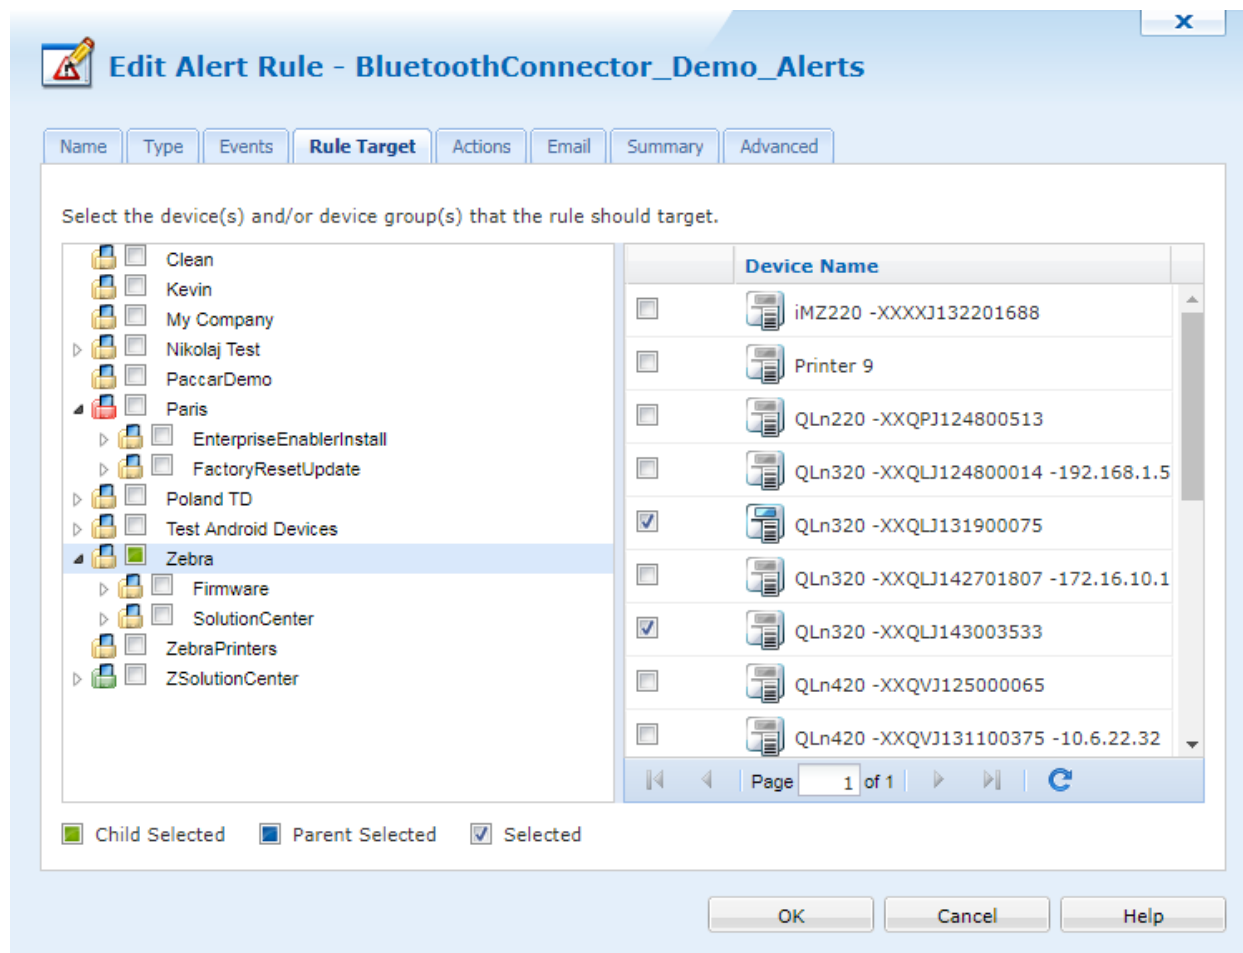 X
Edit Alert Rule - BluetoothConnector_Demo_Alerts
Name Type Events Rule Target Actions Email Summary Advanced
Select the device(s) and/or device group(s) that the rule should target.
Clean
Kevin
My Company
Nikolaj Test
PaccarDemo
Paris
EnterpriseEnablerInstall
FactoryResetUpdate
Poland TD
Test Android Devices
Zebra
Firmware
SolutionCenter
ZebraPrinters
ZSolutionCenter
Device Name
iMZ220 -XXXXJ132201688
Printer 9
QLn220 -XXQPJ124800513
QLn320 -XXQLJ124800014 -192.168.1.5
QLn320 -XXQLJ131900075
QLn320 -XXQLJ142701807 -172.16.10.1
QLn320 -XXQLJ143003533
QLn420 -XXQVJ125000065
QLn420 -XXQVJ131100375 -10.6.22.32
Page 1 of 1
Child Selected Parent Selected Selected
OK Cancel Help